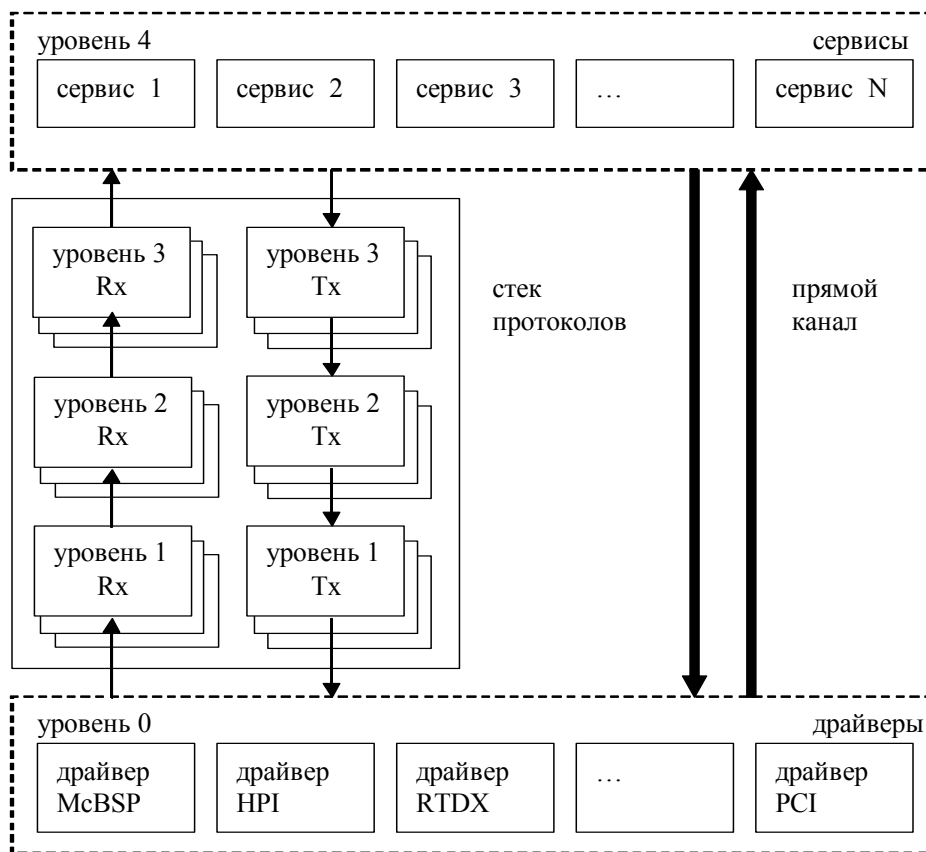 уровень 4
сервисы
сервис 1
сервис 2
сервис 3
…
сервис N
уровень 3
Rx
уровень 3
Tx
стек
протоколов
прямой
канал
уровень 2
Rx
уровень 2
Tx
уровень 1
Rx
уровень 1
Tx
уровень 0
драйверы
драйвер
McBSP
драйвер
HPI
драйвер
RTDX
…
драйвер
PCI